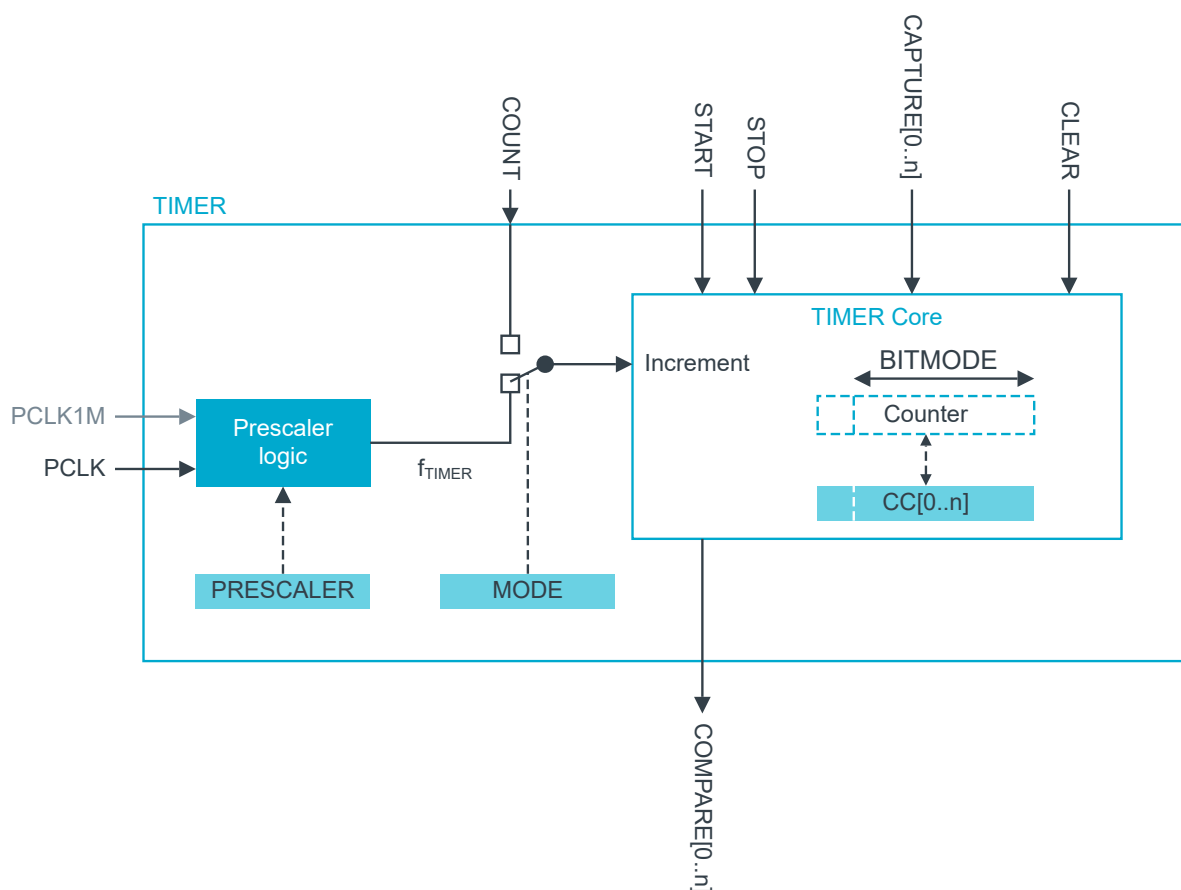 COUNT
START
STOP
CAPTURE[0..n]
CLEAR
TIMER
TIMER Core
Increment
BITMODE
Counter
CC[0..n]
PCLK1M
PCLK
Prescaler
logic
fTIMER
PRESCALER
MODE
COMPARE[0..n]